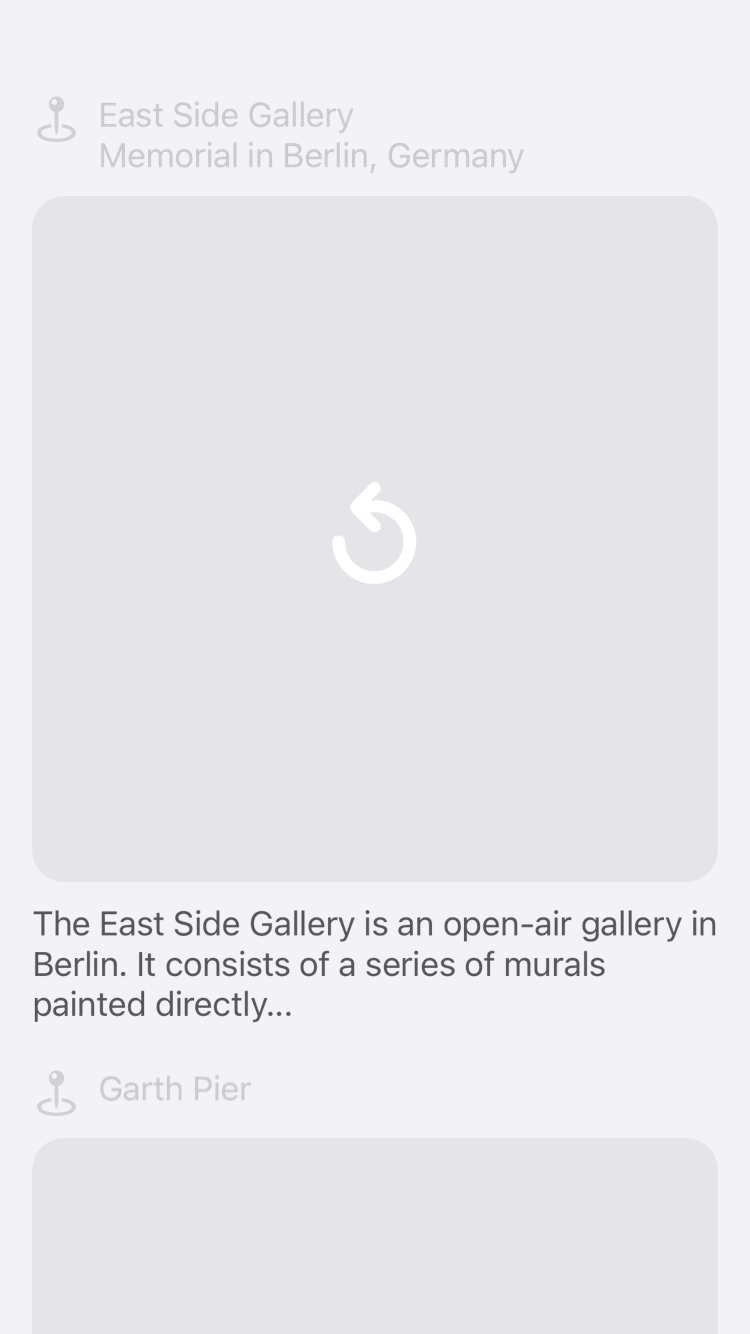 East Side Gallery
Memorial in Berlin, Germany
The East Side Gallery is an open-air gallery in
Berlin. It consists of a series of murals
painted directly...
Garth Pier